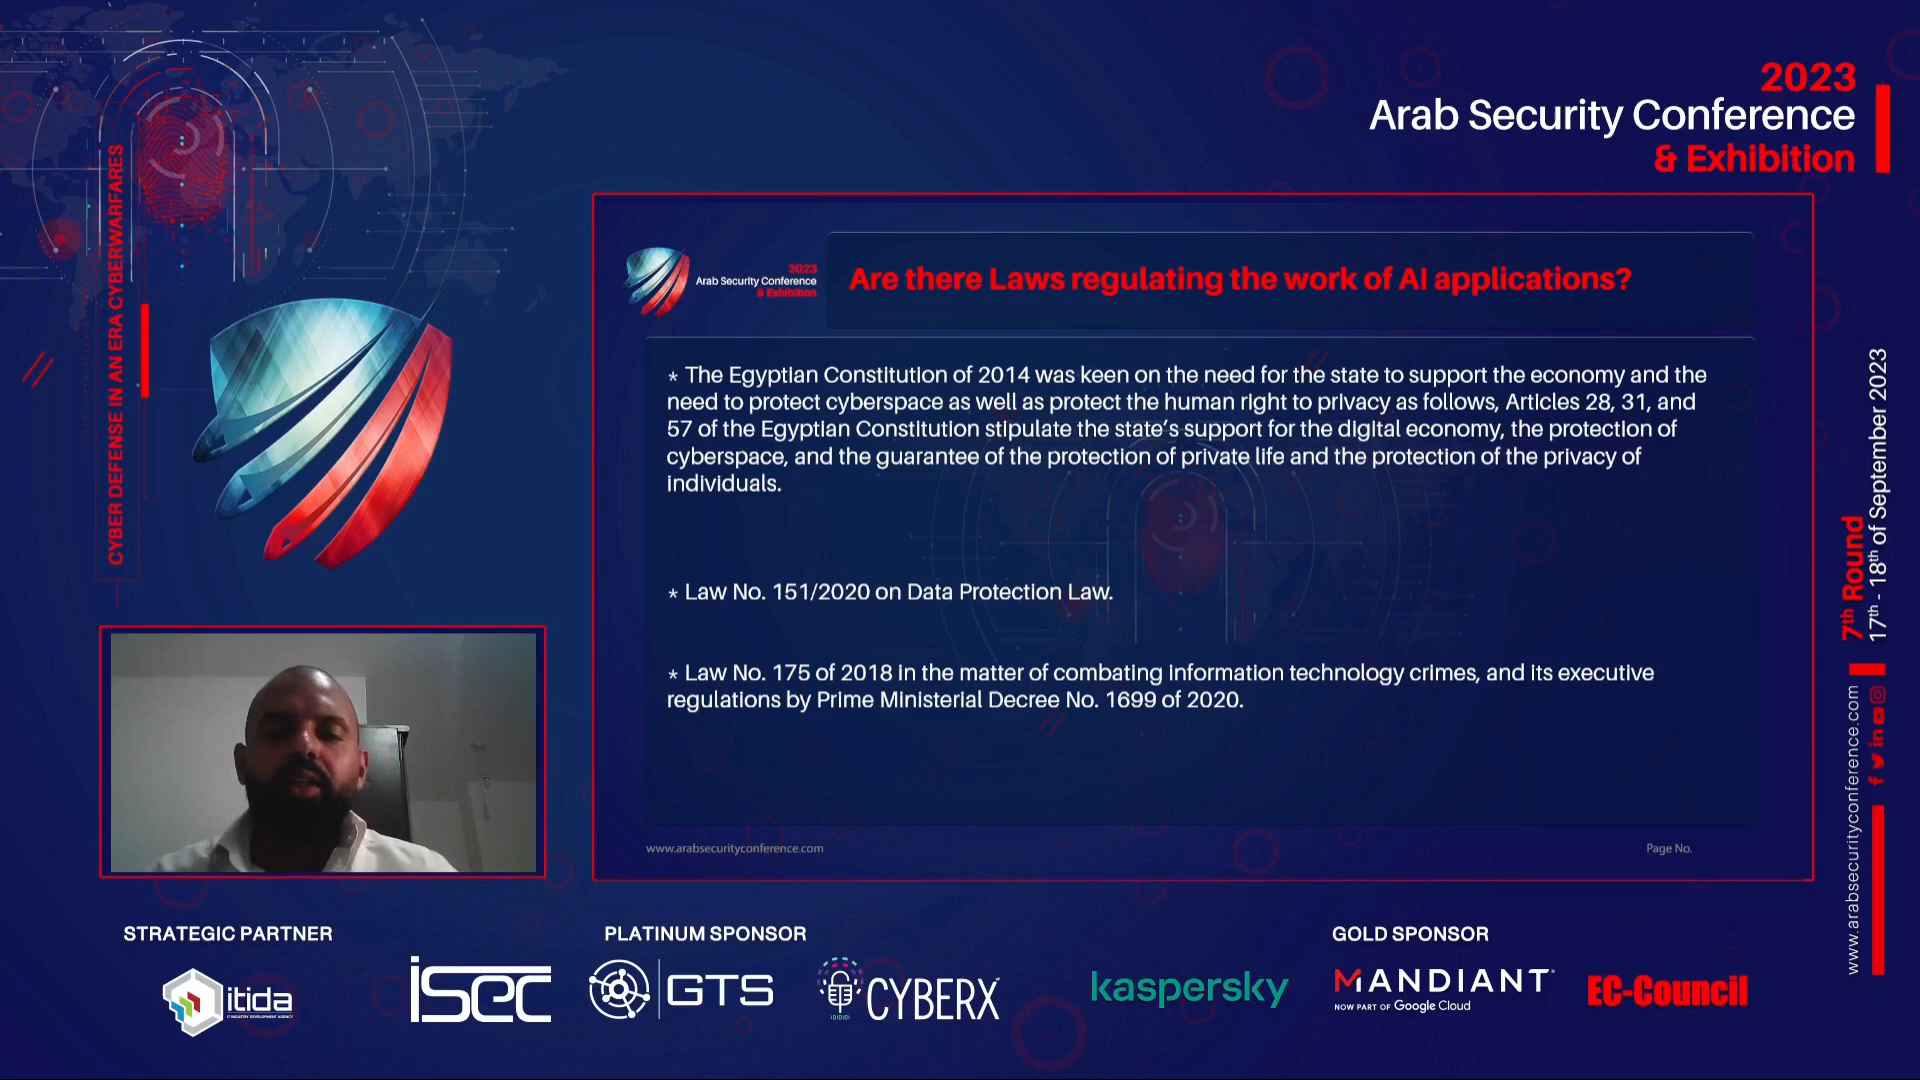 2023
Arab Security Conference
& Exhibition
CYBER DEFENSE IN AN ERA CYBERWARFARES
2023
Arab Security Conference
& Exhibition
Are there Laws regulating the work of AI applications?
* The Egyptian Constitution of 2014 was keen on the need for the state to support the economy and the
need to protect cyberspace as well as protect the human right to privacy as follows, Articles 28, 31, and
57 of the Egyptian Constitution stipulate the state's support for the digital economy, the protection of
cyberspace, and the guarantee of the protection of private life and the protection of the privacy of
individuals.
* Law No. 151/2020 on Data Protection Law.
* Law No. 175 of 2018 in the matter of combating information technology crimes, and its executive
regulations by Prime Ministerial Decree No. 1699 of 2020.
www.arabsecurityconference.com
Page No.
7th Round
17th - 18th of September 2023
www.arabsecurityconference.com
STRATEGIC PARTNER
PLATINUM SPONSOR
GOLD SPONSOR
itida
IT INDUSTRY DEVELOPMENT AGENCY
isec
GTS
CYBERX
kaspersky
MANDIANT
NOW PART OF Google Cloud
EC-Council